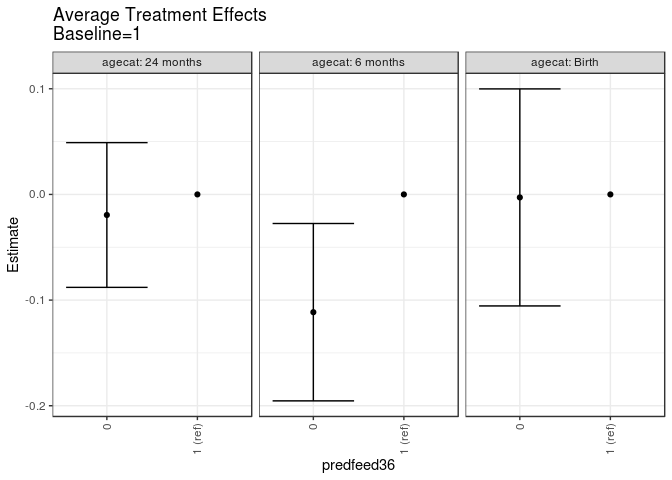 Average Treatment Effects
Baseline=1
agecat: 24 months
agecat: 6 months
agecat: Birth
Estimate
0.1
0.0
-0.1
-0.2
0
1 (ref)
0
1 (ref)
0
1 (ref)
predfeed36